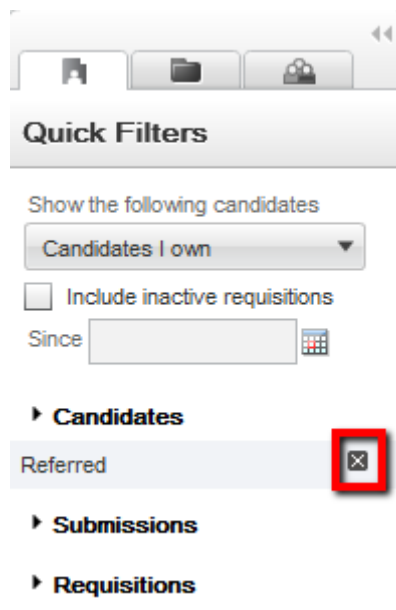 Quick Filters
Show the following candidates
Candidates I own
Include inactive requisitions
Since
Candidates
Referred
Submissions
Requisitions